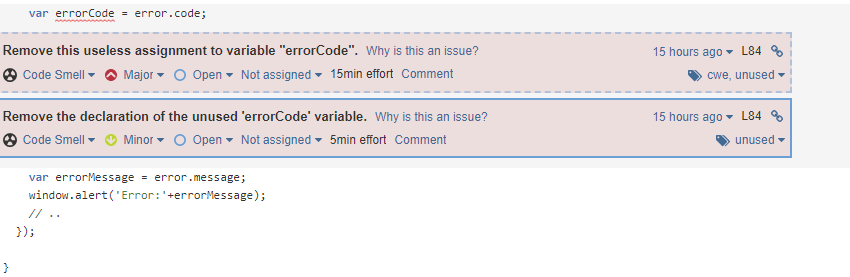 var errorCode = error.code;
Remove this useless assignment to variable "errorCode". Why is this an issue? 15 hours ago L84
Code Smell Major Open Not assigned 15min effort Comment cwe, unused
Remove the declaration of the unused 'errorCode' variable. Why is this an issue? 15 hours ago L84
Code Smell Minor Open Not assigned 5min effort Comment unused
var errorMessage = error.message;
window.alert('Error:'+errorMessage);
// ..
});
}